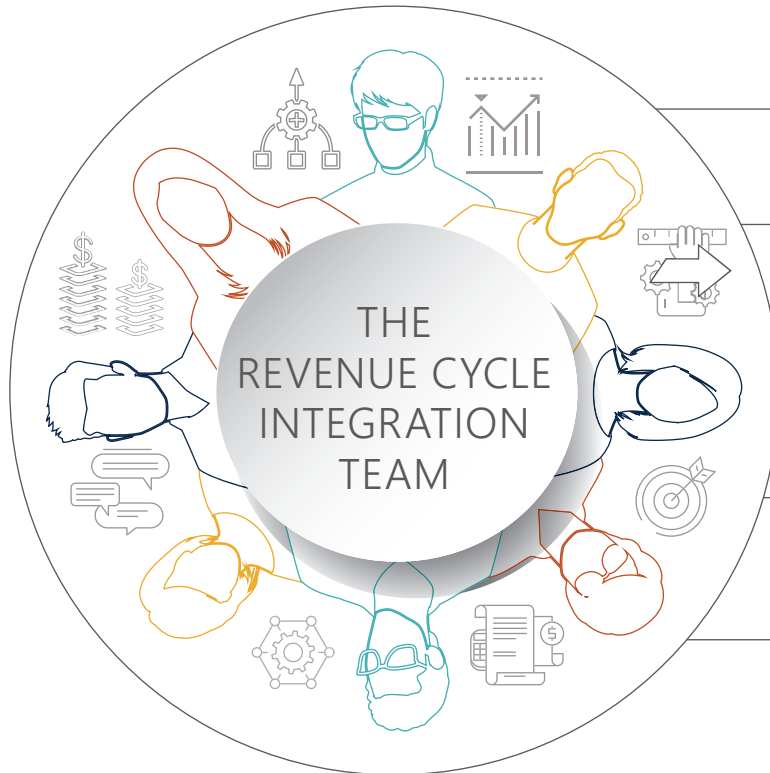 THE
REVENUE CYCLE
INTEGRATION
TEAM
$
$
$